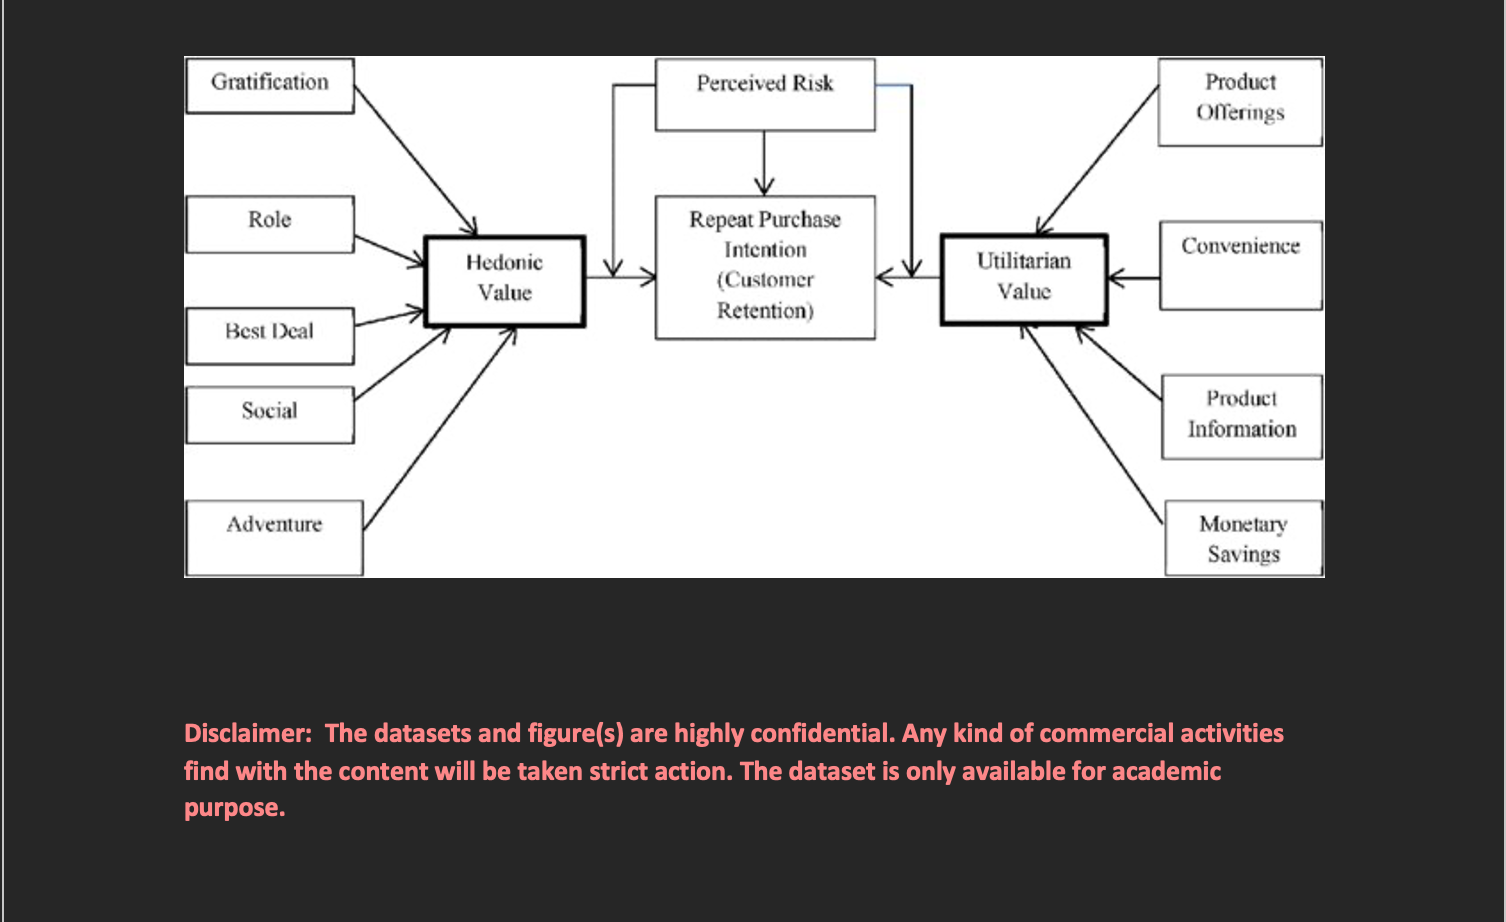 Gratification
Perceived Risk
Product
Offerings
Role
Repeat Purchase
Intention
(Customer
Retention)
Hedonic
Value
Utilitarian
Value
Convenience
Best Deal
Social
Product
Information
Adventure
Monetary
Savings
Disclaimer:  The datasets and figure(s) are highly confidential. Any kind of commercial activities
find with the content will be taken strict action. The dataset is only available for academic
purpose.